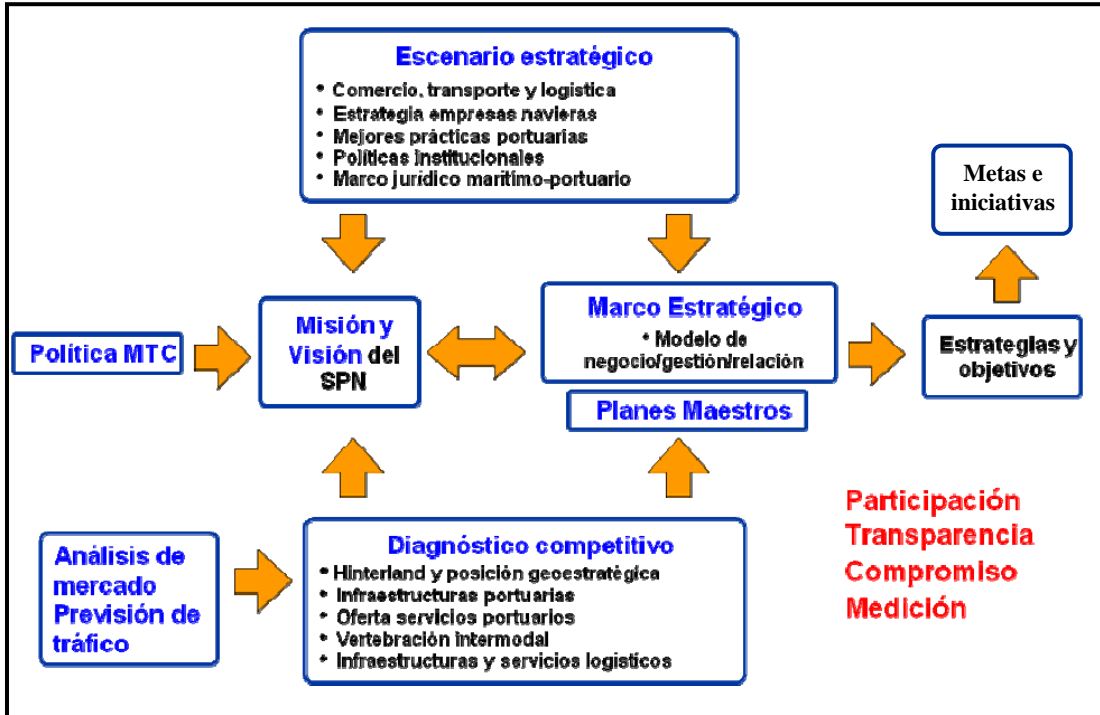 Escenario estratégico
• Comercio, transporte y logística
• Estrategia empresas navieras
• Mejores prácticas portuarias
• Políticas institucionales
• Marco jurídico marítimo-portuario
Metas e
iniciativas
Política MTC
Misión y
Visión del
SPN
Marco Estratégico
• Modelo de
negocio/gestión/relación
Planes Maestros
Estrategias y
objetivos
Análisis de
mercado
Previsión de
tráfico
Diagnóstico competitivo
• Hinterland y posición geoestratégica
• Infraestructuras portuarias
• Oferta servicios portuarios
• Vertebración intermodal
• Infraestructuras y servicios logísticos
Participación
Transparencia
Compromiso
Medición